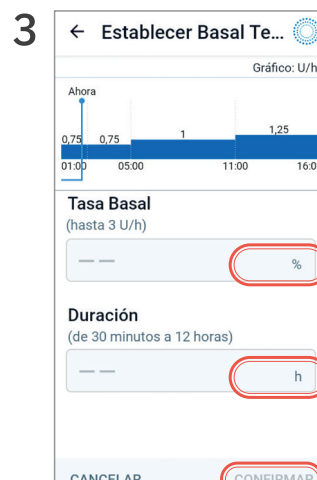 3
← Establecer Basal Te...
Gráfico: U/h
Ahora
0,75 0,75 1 1,25
01:00 05:00 11:00 16:0
Tasa Basal
(hasta 3 U/h)
— — %
Duración
(de 30 minutos a 12 horas)
— — h
CANCELAR CONFIRMAR